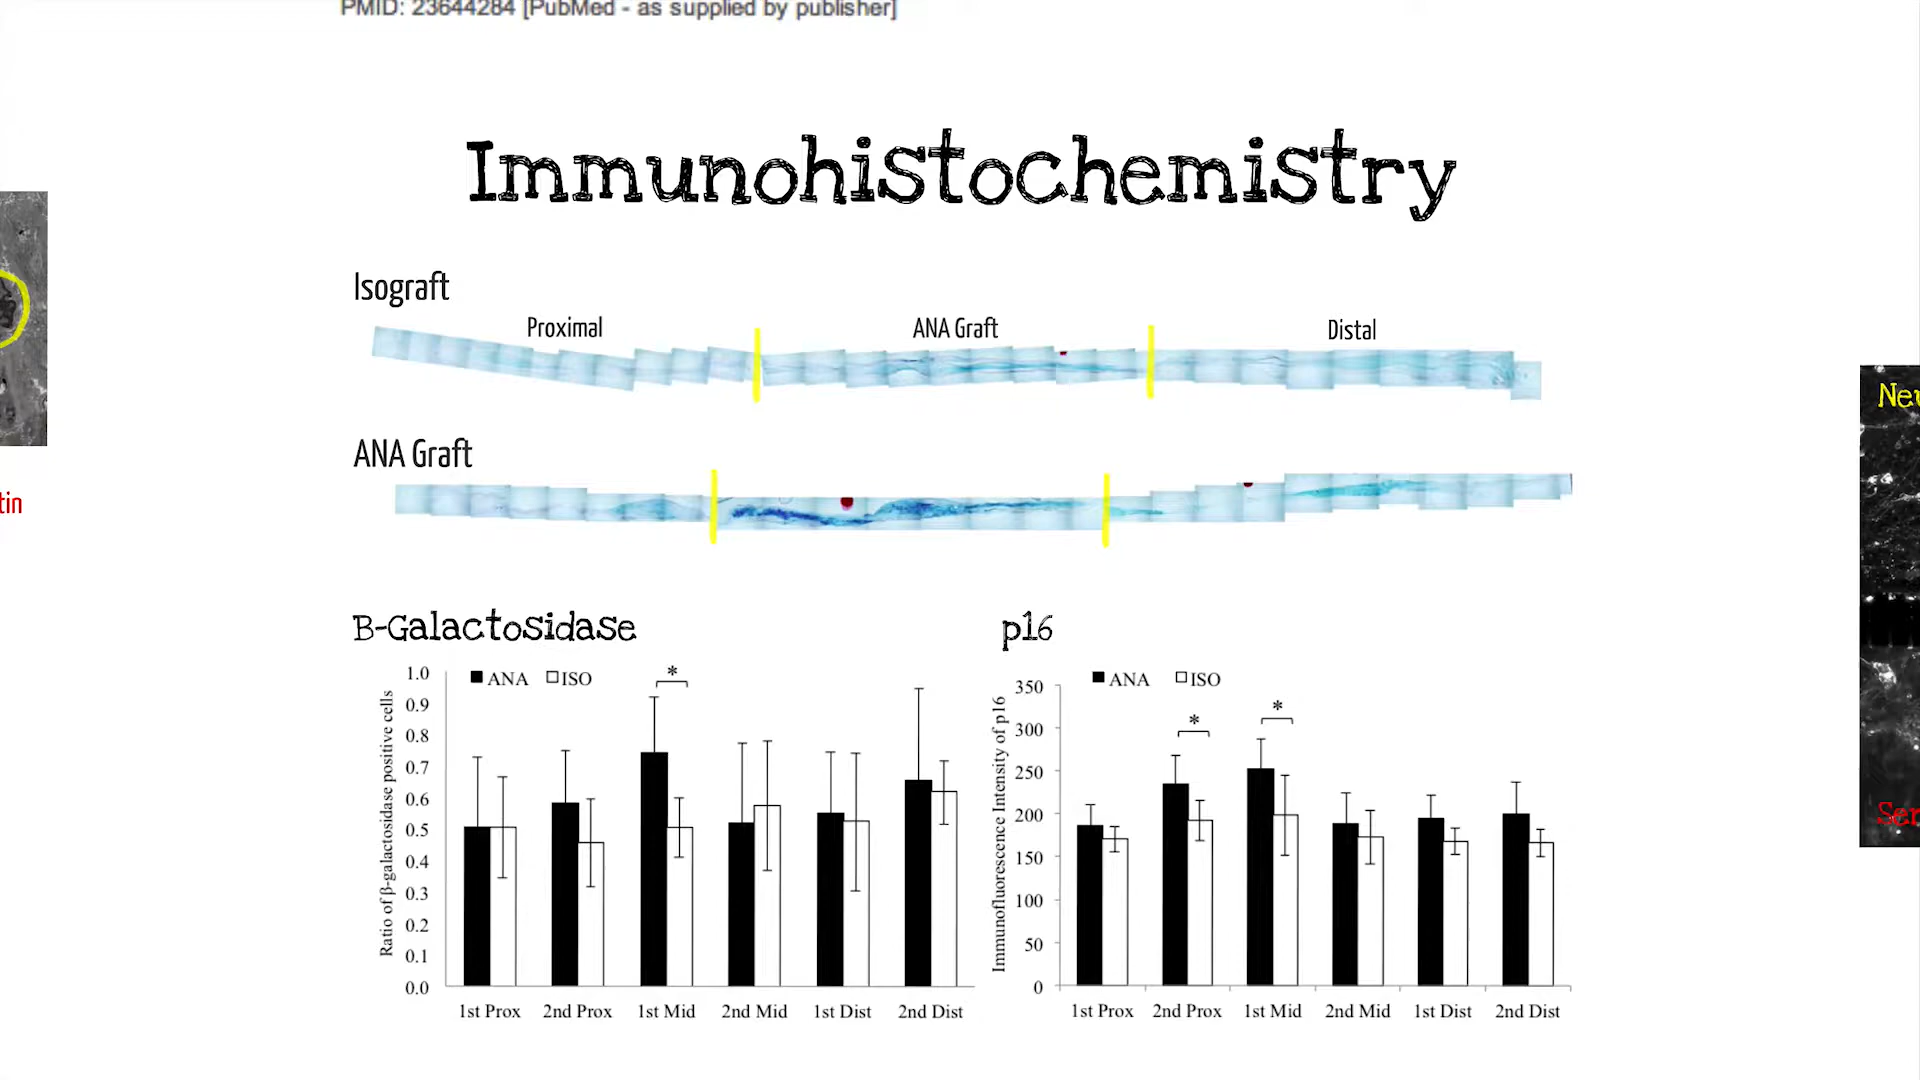 PMID: 23644284 [PubMed - as supplied by publisher]
Immunohistochemistry
Isograft
Proximal
ANA Graft
Distal
ANA Graft
tin
B-Galactosidase
ANA
ISO
*
Ratio of β-galactosidase positive cells
1.0
0.9
0.8
0.7
0.6
0.5
0.4
0.3
0.2
0.1
0.0
1st Prox
2nd Prox
1st Mid
2nd Mid
1st Dist
2nd Dist
p16
ANA
ISO
*
*
Immunofluorescence Intensity of p16
350
300
250
200
150
100
50
0
1st Prox
2nd Prox
1st Mid
2nd Mid
1st Dist
2nd Dist
Neu
Ser